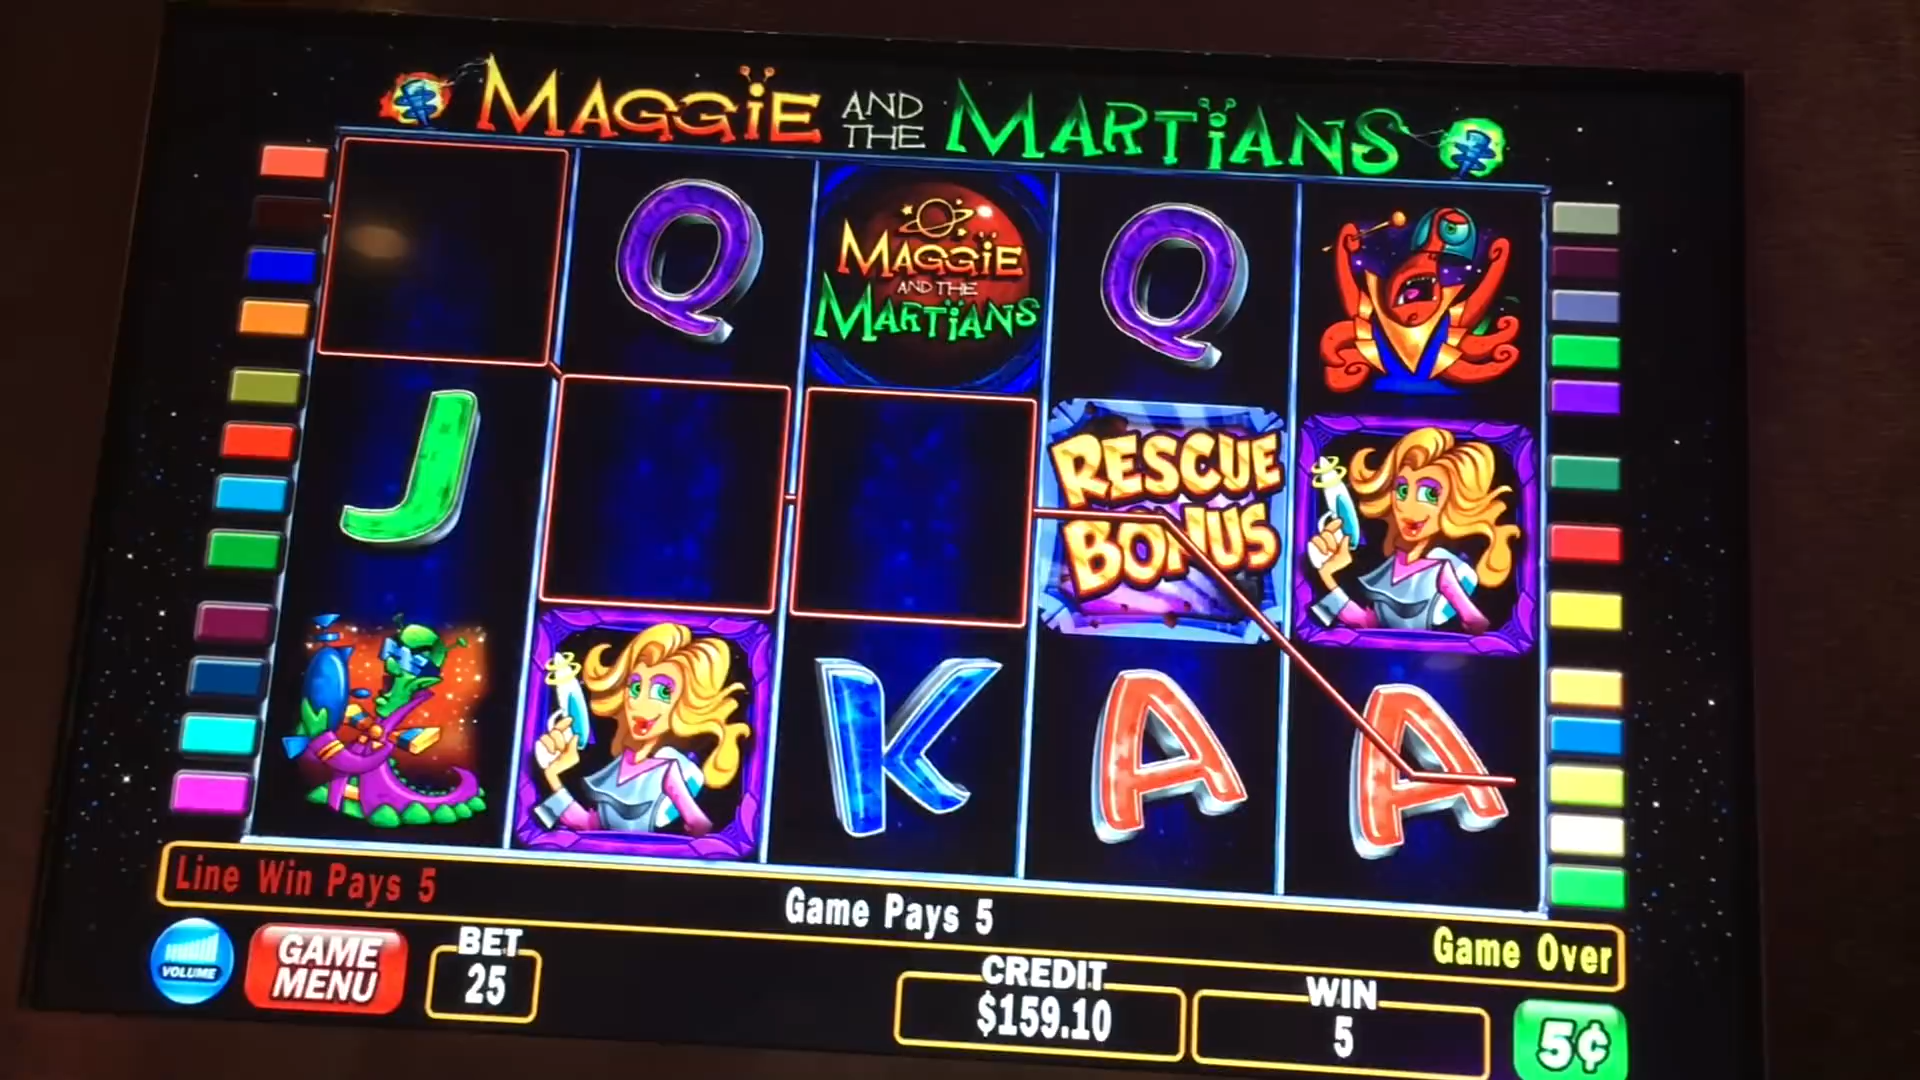 MAGGIE AND THE MARTIANS
Q
MAGGIE
AND THE
MARTIANS
Q
J
RESCUE
BONUS
K
A
A
Line Win Pays 5
Game Pays 5
Game Over
VOLUME
GAME
MENU
BET
25
CREDIT
$159.10
WIN
5
5¢